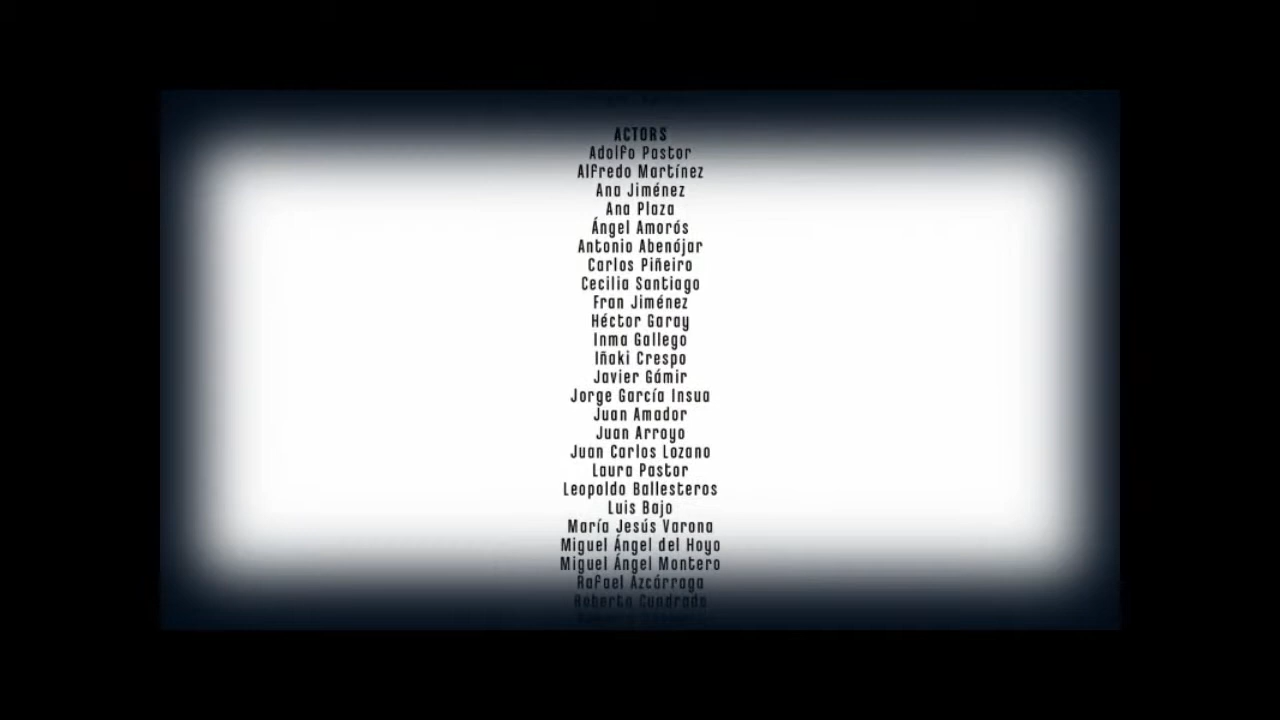 ACTORS
Adolfo Pastor
Alfredo Martínez
Ana Jiménez
Ana Plaza
Ángel Amorós
Antonio Abenójar
Carlos Piñeiro
Cecilia Santiago
Fran Jiménez
Héctor Garay
Inma Gallego
Iñaki Crespo
Javier Gámir
Jorge García Insua
Juan Amador
Juan Arroyo
Juan Carlos Lozano
Laura Pastor
Leopoldo Ballesteros
Luis Bajo
María Jesús Varona
Miguel Ángel del Hoyo
Miguel Ángel Montero
Rafael Azcárraga
Roberto Cuadrado